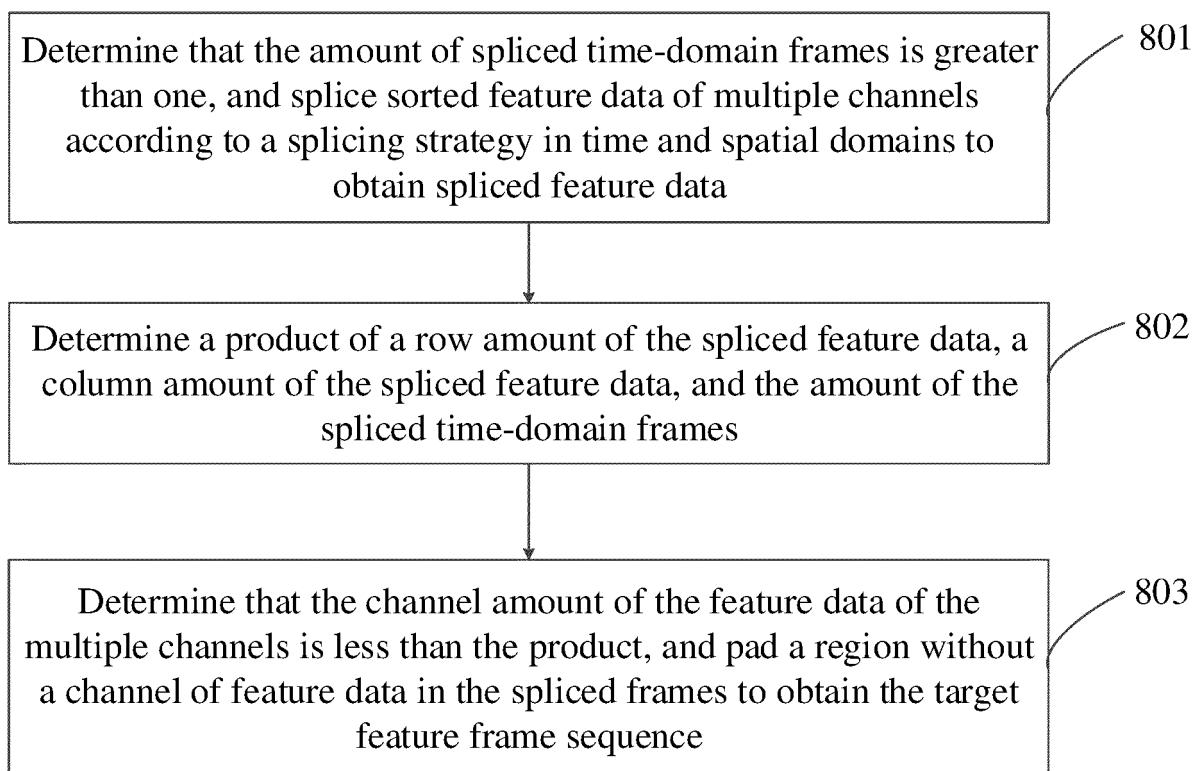 Determine that the amount of spliced time-domain frames is greater
than one, and splice sorted feature data of multiple channels
according to a splicing strategy in time and spatial domains to
obtain spliced feature data
801
Determine a product of a row amount of the spliced feature data, a
column amount of the spliced feature data, and the amount of the
spliced time-domain frames
802
Determine that the channel amount of the feature data of the
multiple channels is less than the product, and pad a region without
a channel of feature data in the spliced frames to obtain the target
feature frame sequence
803